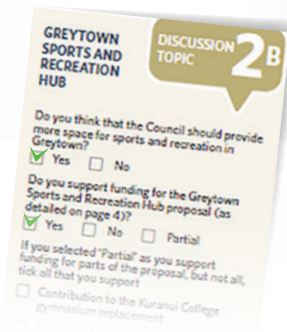 GREYTOWN
SPORTS AND
RECREATION
HUB
DISCUSSION
TOPIC 2B
Do you think that the Council should provide
more space for sports and recreation in
Greytown?
Yes No
Do you support funding for the Greytown
Sports and Recreation Hub proposal (as
detailed on page 4)?
Yes No Partial
If you selected "Partial" as you support
funding for parts of the proposal, but not all,
tick all that you support
Contribution to the Kuranui College
gymnasium replacement